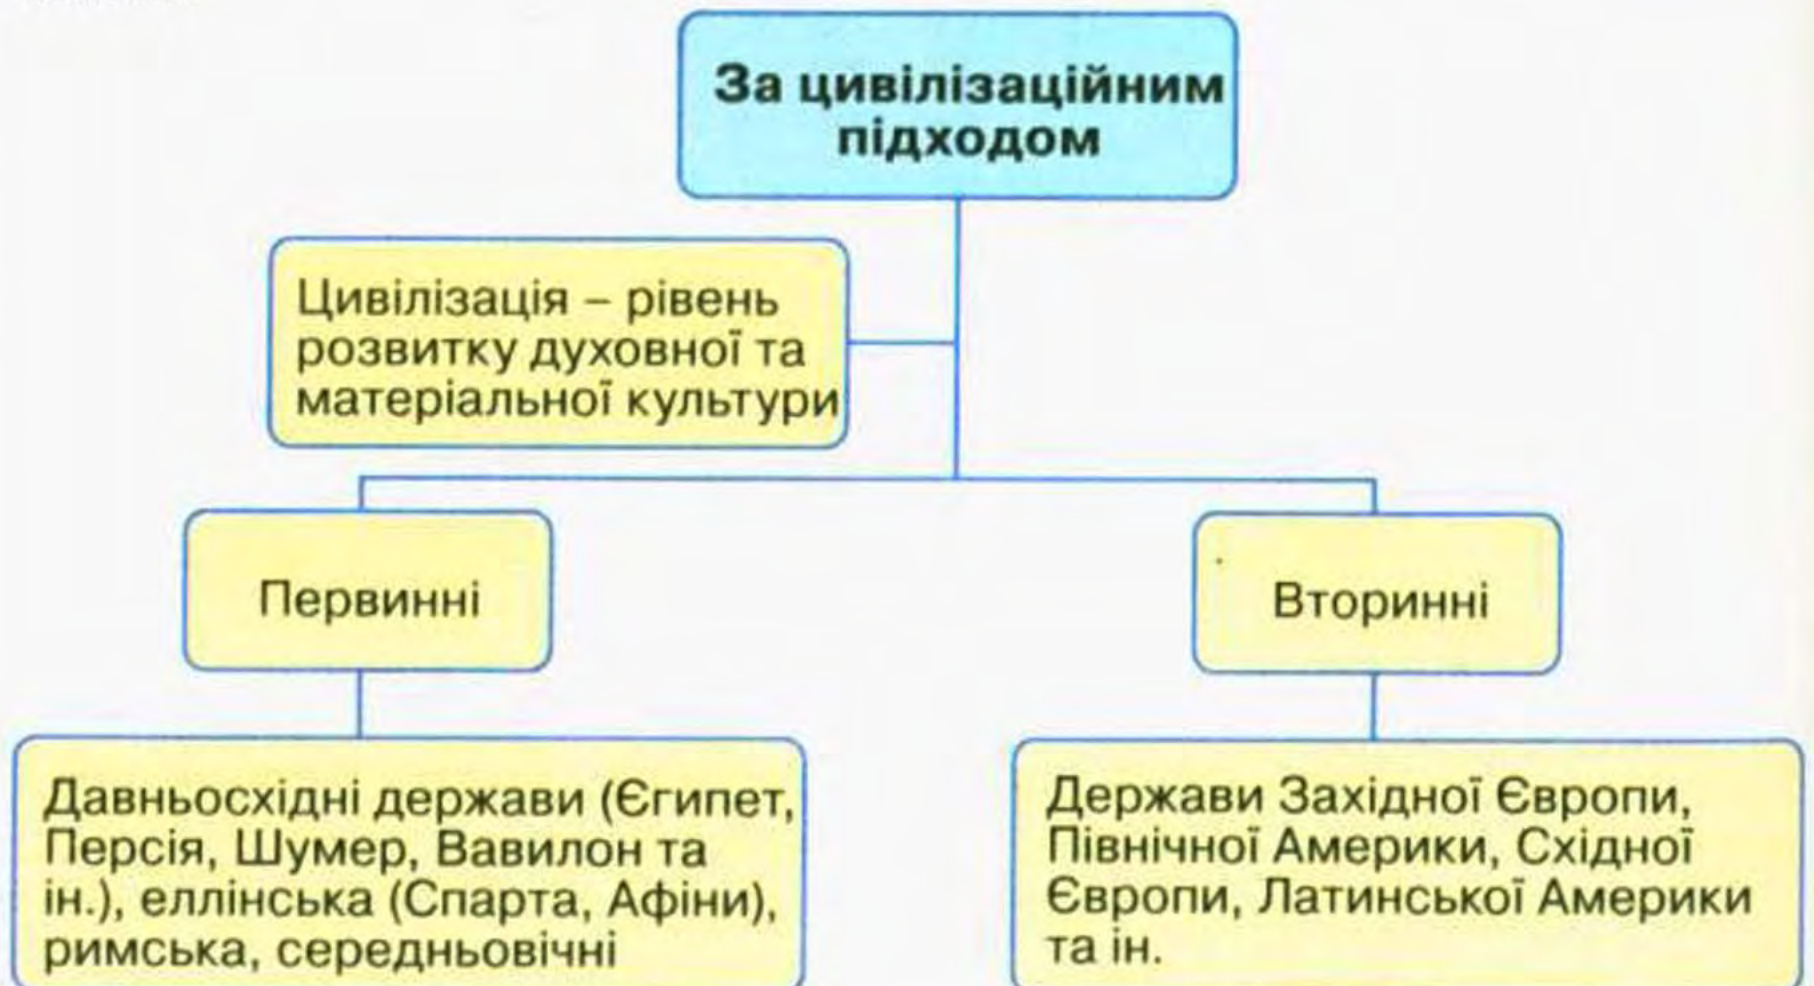 За цивілізаційним
підходом
Цивілізація – рівень
розвитку духовної та
матеріальної культури
Первинні
Вторинні
Давньосхідні держави (Єгипет,
Персія, Шумер, Вавилон та
ін.), еллінська (Спарта, Афіни),
римська, середньовічні
Держави Західної Європи,
Північної Америки, Східної
Європи, Латинської Америки
та ін.